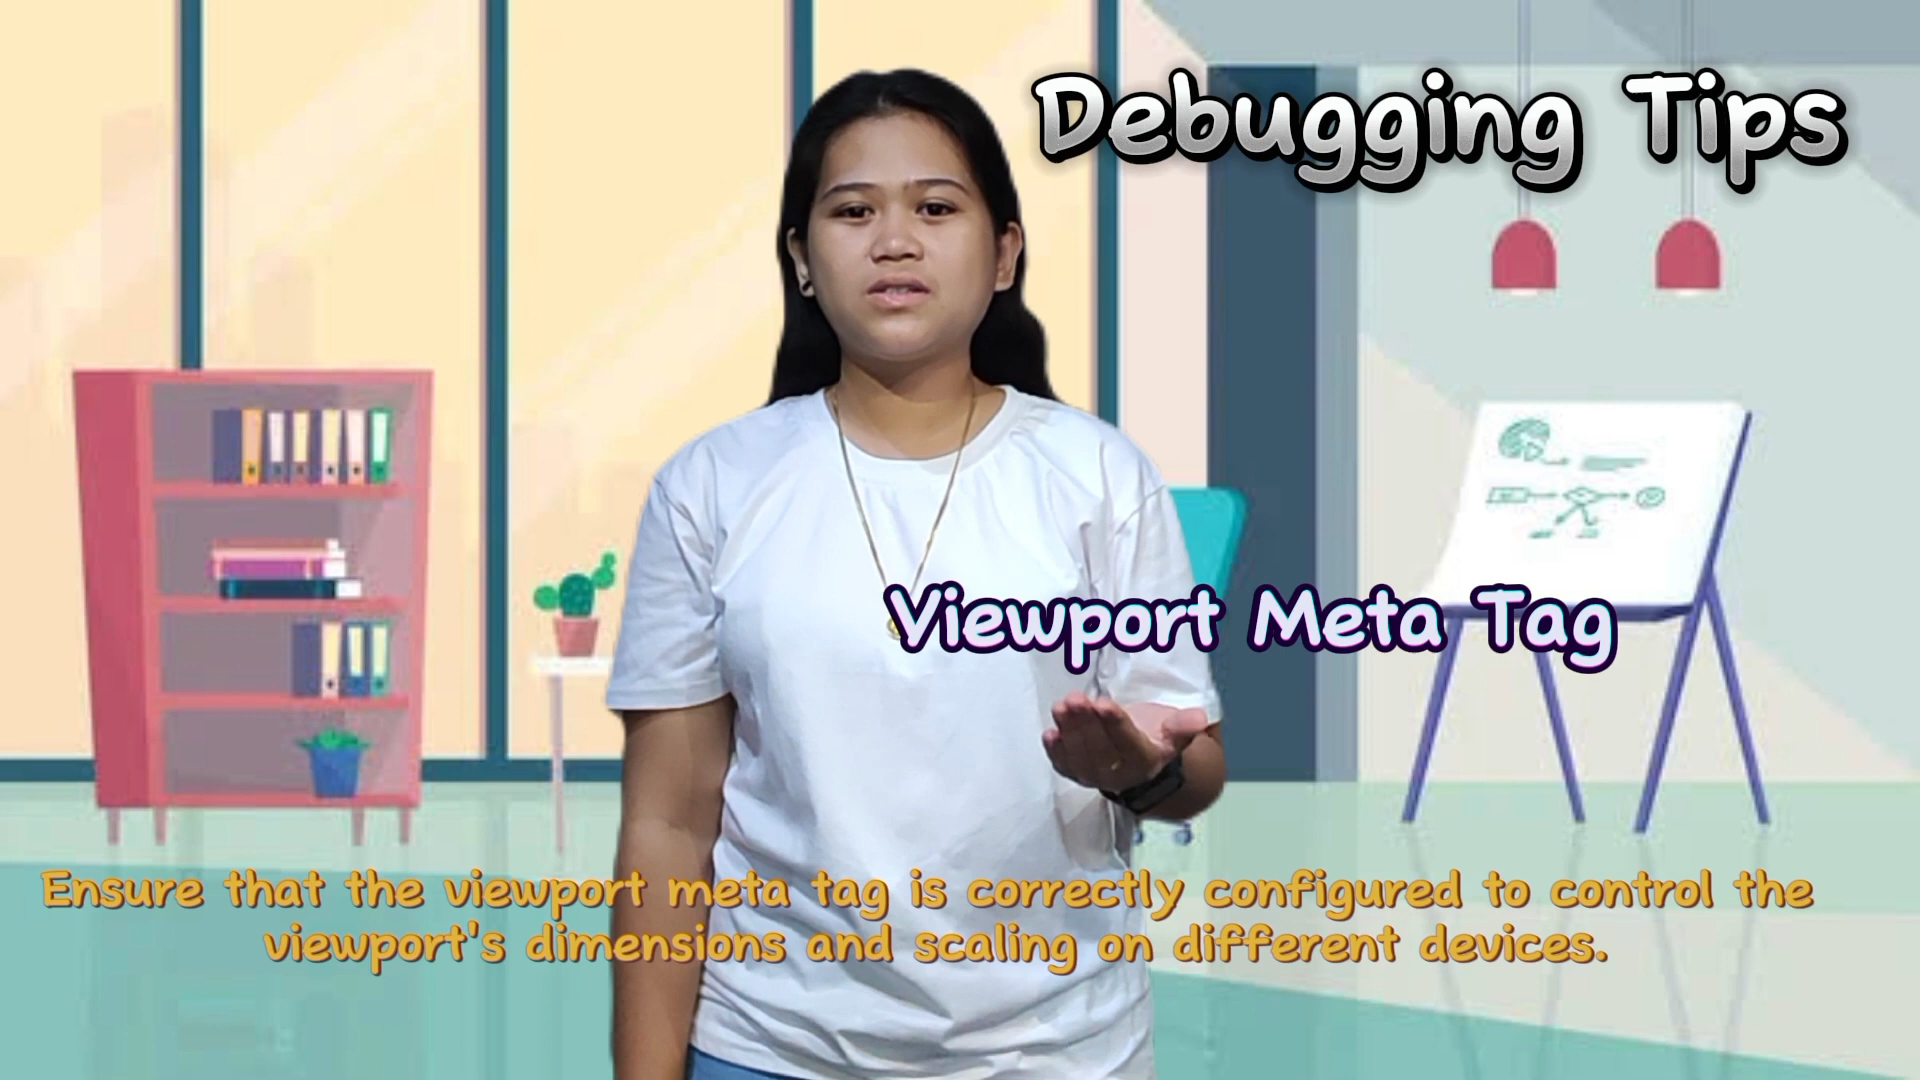 Debugging Tips
Viewport Meta Tag
Ensure that the viewport meta tag is correctly configured to control the
viewport's dimensions and scaling on different devices.